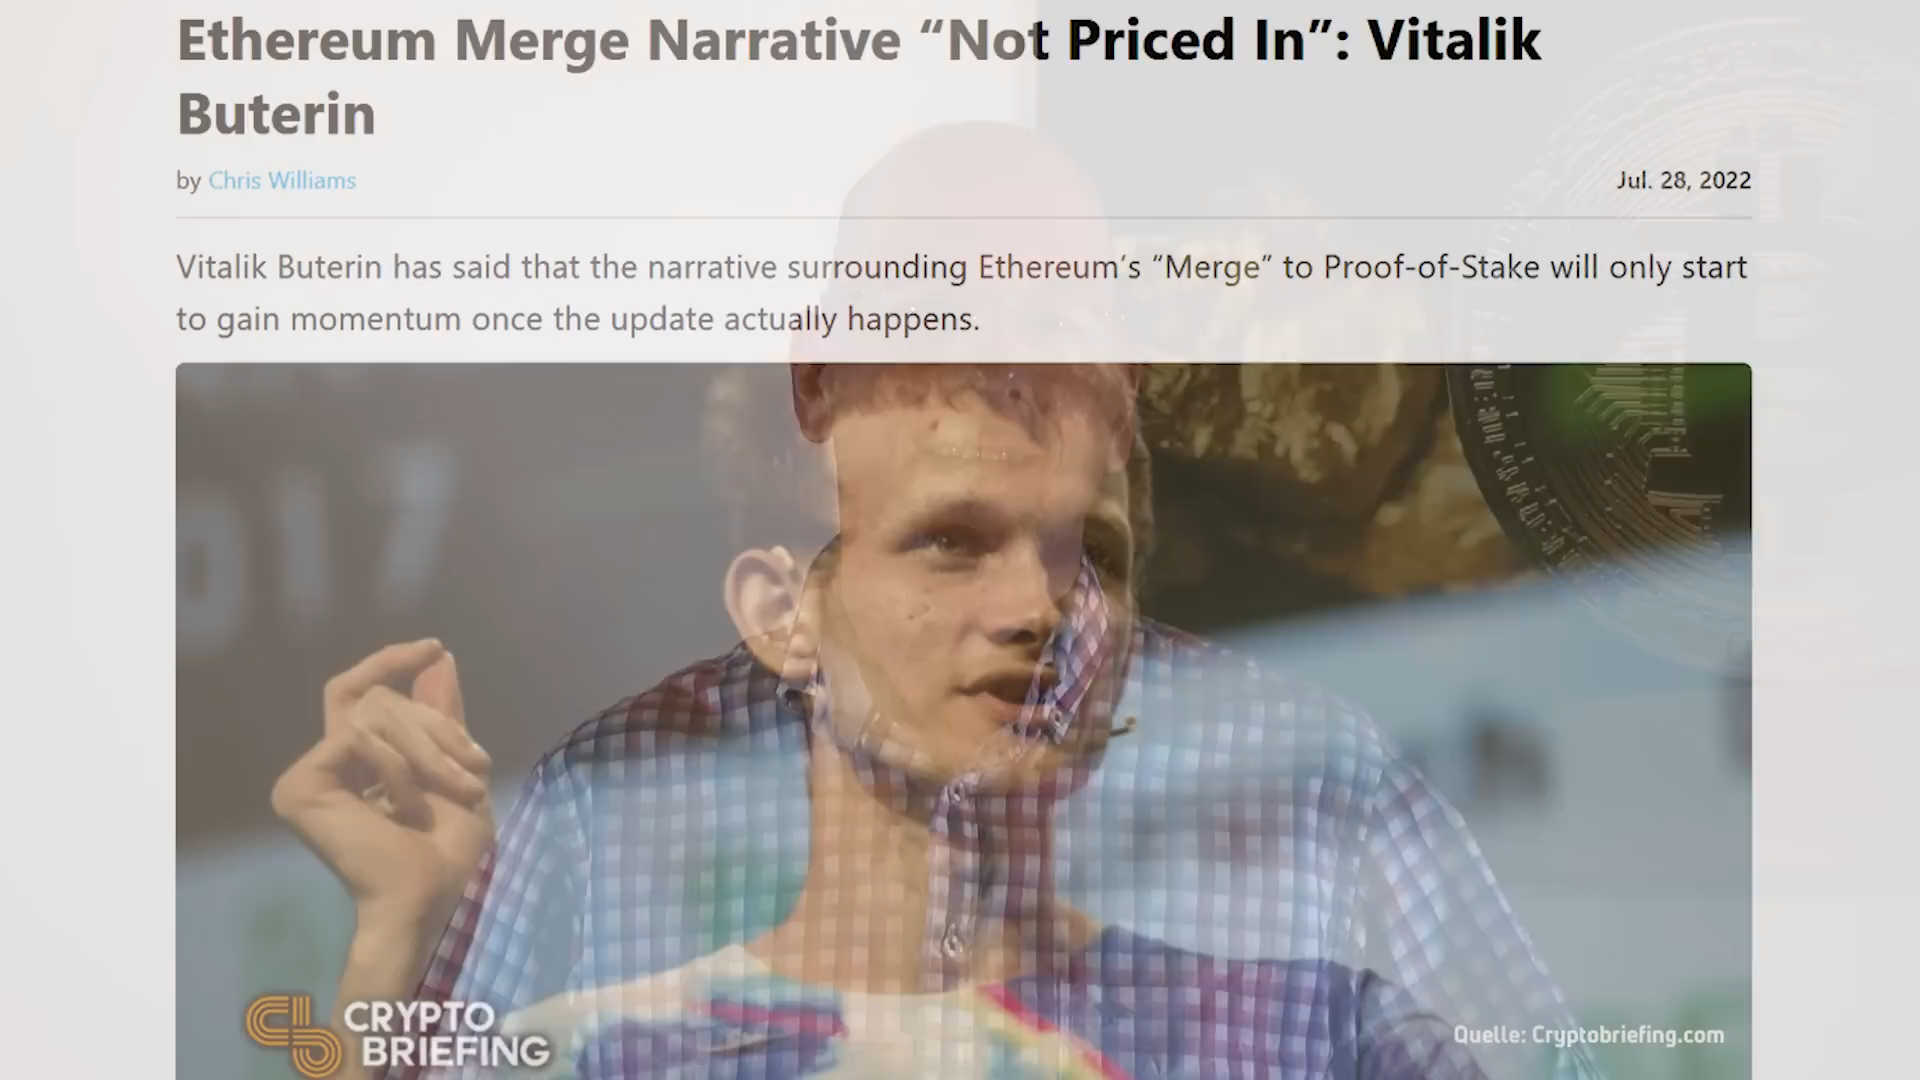 Ethereum Merge Narrative “Not Priced In”: Vitalik
Buterin
by Chris Williams
Jul. 28, 2022
Vitalik Buterin has said that the narrative surrounding Ethereum’s “Merge” to Proof-of-Stake will only start
to gain momentum once the update actually happens.
017
CRYPTO
BRIEFING
Quelle: Cryptobriefing.com